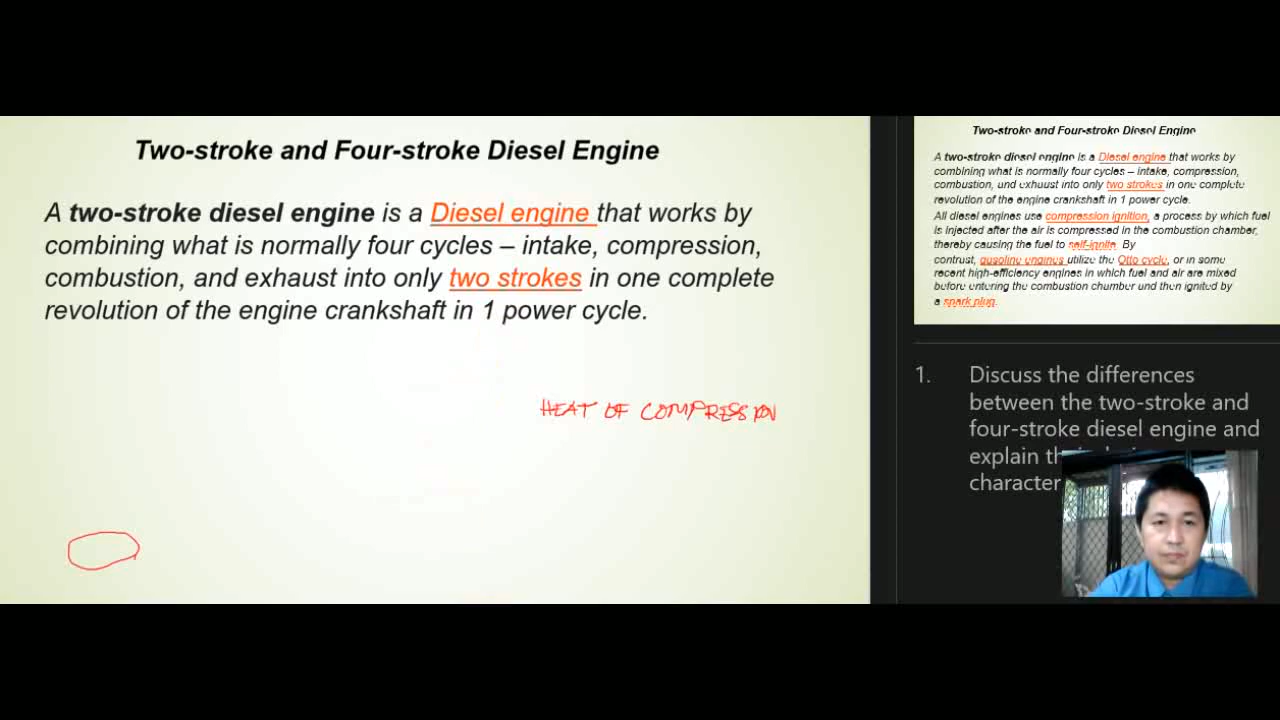 Two-stroke and Four-stroke Diesel Engine
A two-stroke diesel engine is a Diesel engine that works by
combining what is normally four cycles – intake, compression,
combustion, and exhaust into only two strokes in one complete
revolution of the engine crankshaft in 1 power cycle.
HEAT OF COMPRESSION
Two-stroke and Four-stroke Diesel Engine
A two-stroke diesel engine is a Diesel engine that works by
combining what is normally four cycles – intake, compression,
combustion, and exhaust into only two strokes in one complete
revolution of the engine crankshaft in 1 power cycle.
All diesel engines use compression ignition, a process by which fuel
is injected after the air is compressed in the combustion chamber,
thereby causing the fuel to self-ignite. By
contrast, gasoline engines utilize the Otto cycle, or in some
recent high-efficiency engines in which fuel and air are mixed
before entering the combustion chamber and then ignited by
a spark plug.
1. Discuss the differences
between the two-stroke and
four-stroke diesel engine and
explain
character